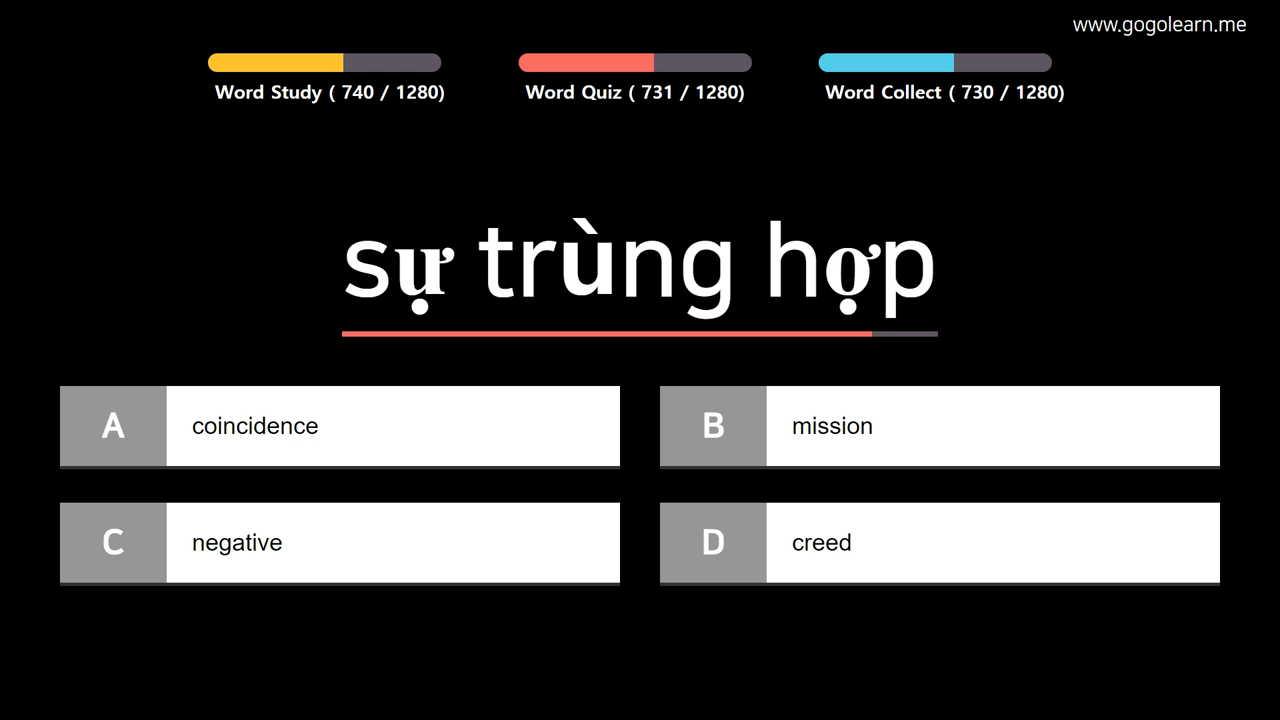 www.gogolearn.me
Word Study ( 740 / 1280)
Word Quiz ( 731 / 1280)
Word Collect ( 730 / 1280)
sự trùng hợp
A coincidence
B mission
C negative
D creed